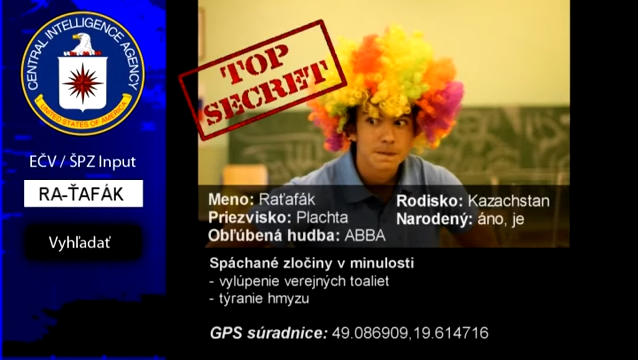 CENTRAL INTELLIGENCE AGENCY
UNITED STATES OF AMERICA
EČV / ŠPZ Input
RA-ŤAFÁK
Vyhľadať
TOP
SECRET
Meno: Raťafák
Priezvisko: Plachta
Obľúbená hudba: ABBA
Rodisko: Kazachstan
Narodený: áno, je
Spáchané zločiny v minulosti
- vylúpenie verejných toaliet
- týranie hmyzu
GPS súradnice: 49.086909,19.614716